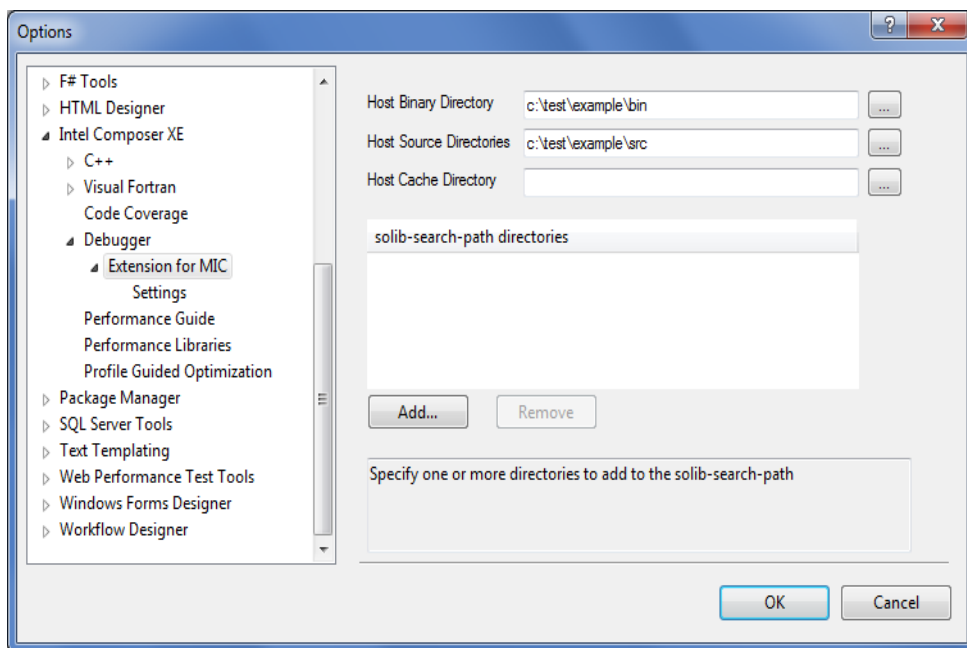 Options
F# Tools
HTML Designer
Intel Composer XE
C++
Visual Fortran
Code Coverage
Debugger
Extension for MIC
Settings
Performance Guide
Performance Libraries
Profile Guided Optimization
Package Manager
SQL Server Tools
Text Templating
Web Performance Test Tools
Windows Forms Designer
Workflow Designer
Host Binary Directory c:\test\example\bin ...
Host Source Directories c:\test\example\src ...
Host Cache Directory ...
solib-search-path directories
Add... Remove
Specify one or more directories to add to the solib-search-path
OK Cancel